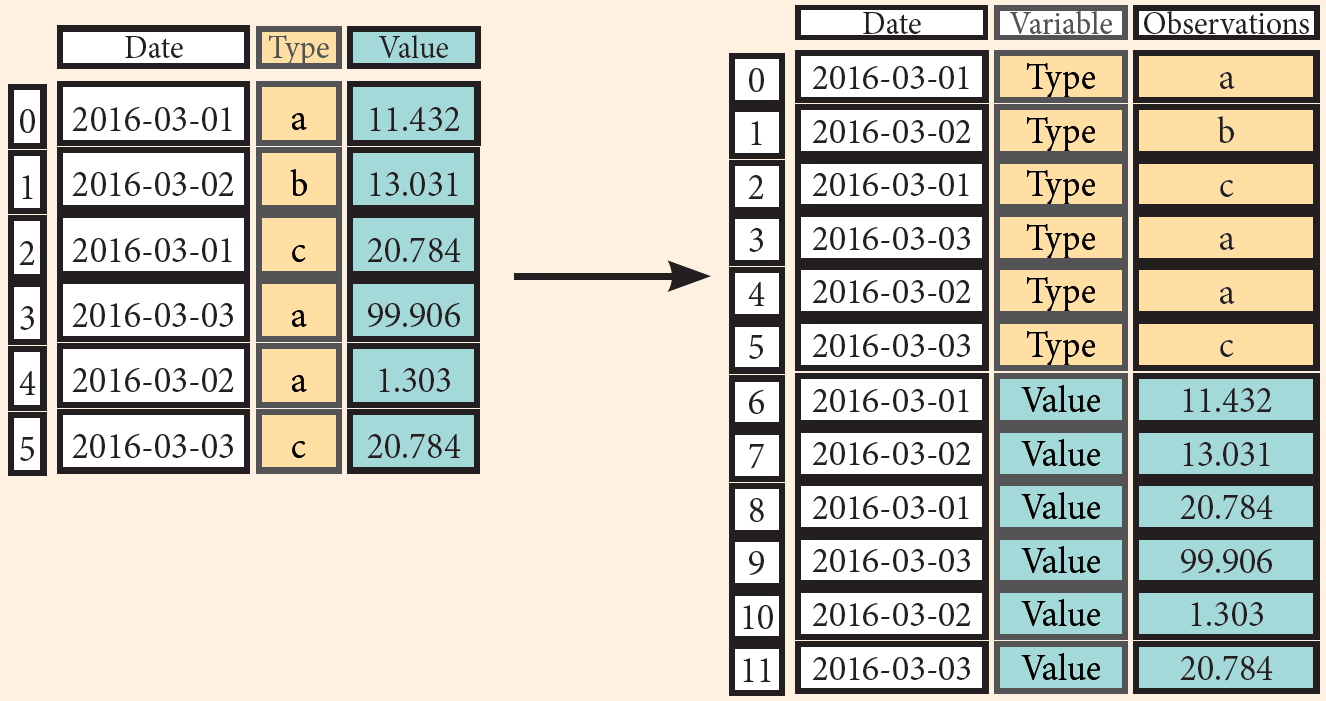 Date Type Value
0 2016-03-01 a 11.432
1 2016-03-02 b 13.031
2 2016-03-01 c 20.784
3 2016-03-03 a 99.906
4 2016-03-02 a 1.303
5 2016-03-03 c 20.784
Date Variable Observations
0 2016-03-01 Type a
1 2016-03-02 Type b
2 2016-03-01 Type c
3 2016-03-03 Type a
4 2016-03-02 Type a
5 2016-03-03 Type c
6 2016-03-01 Value 11.432
7 2016-03-02 Value 13.031
8 2016-03-01 Value 20.784
9 2016-03-03 Value 99.906
10 2016-03-02 Value 1.303
11 2016-03-03 Value 20.784